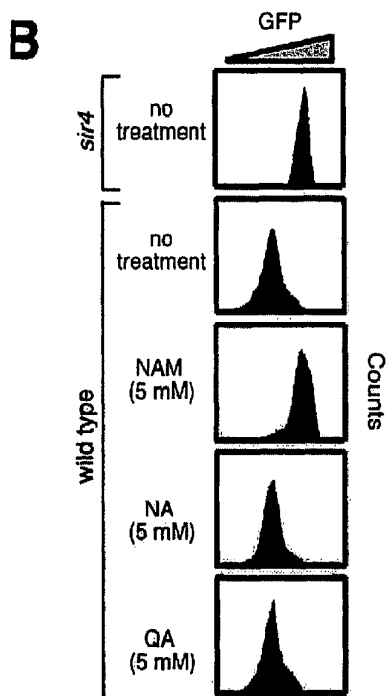 B
GFP
sir4
no
treatment
wild type
no
treatment
NAM
(5 mM)
NA
(5 mM)
QA
(5 mM)
Counts